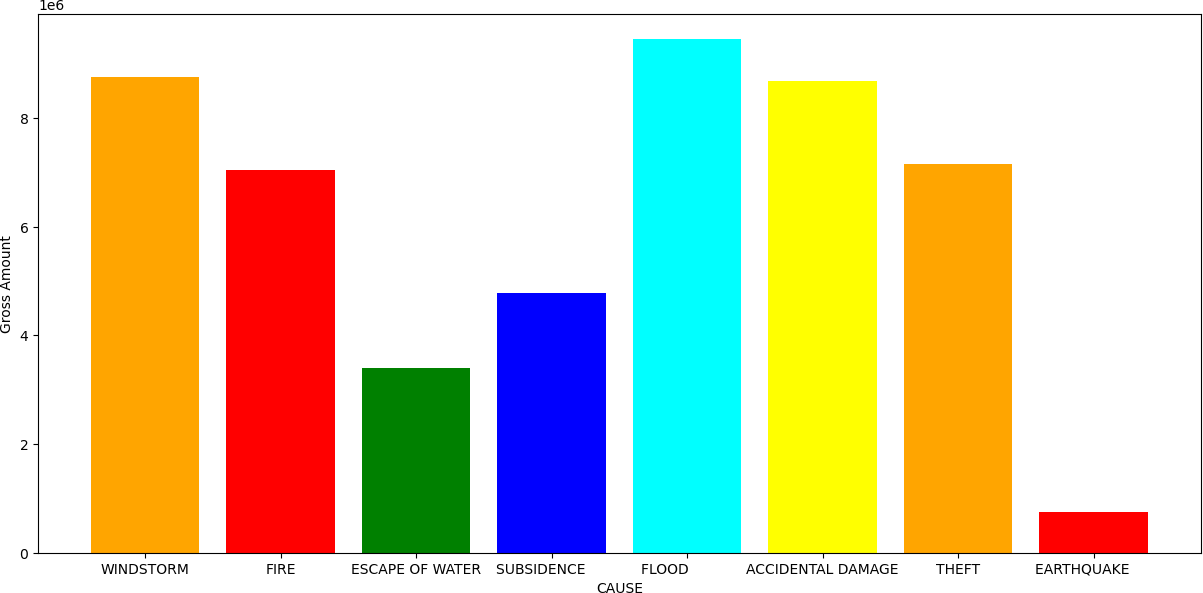 1e6
8
6
4
2
0
Gross Amount
WINDSTORM FIRE ESCAPE OF WATER SUBSIDENCE FLOOD ACCIDENTAL DAMAGE THEFT EARTHQUAKE
CAUSE